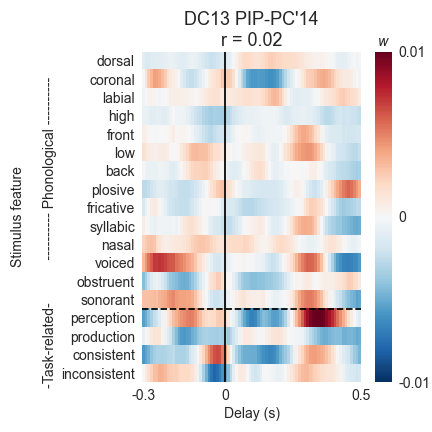 DC13 PIP-PC'14
r = 0.02
w
dorsal
coronal
labial
high
front
low
back
plosive
fricative
syllabic
nasal
voiced
obstruent
sonorant
perception
production
consistent
inconsistent
Stimulus feature
---------- Phonological ----------
-Task-related-
0.01
0
-0.01
-0.3
0
0.5
Delay (s)